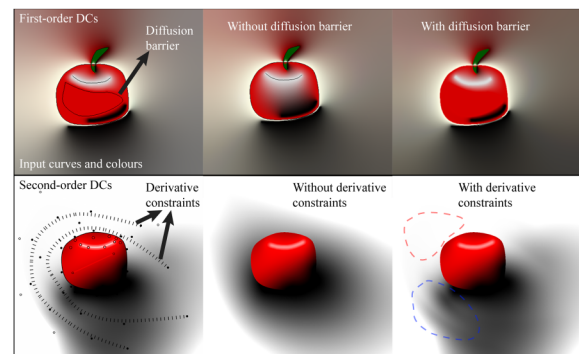 First-order DCs
Diffusion
barrier
Without diffusion barrier
With diffusion barrier
Input curves and colours
Second-order DCs
Derivative
constraints
Without derivative
constraints
With derivative
constraints